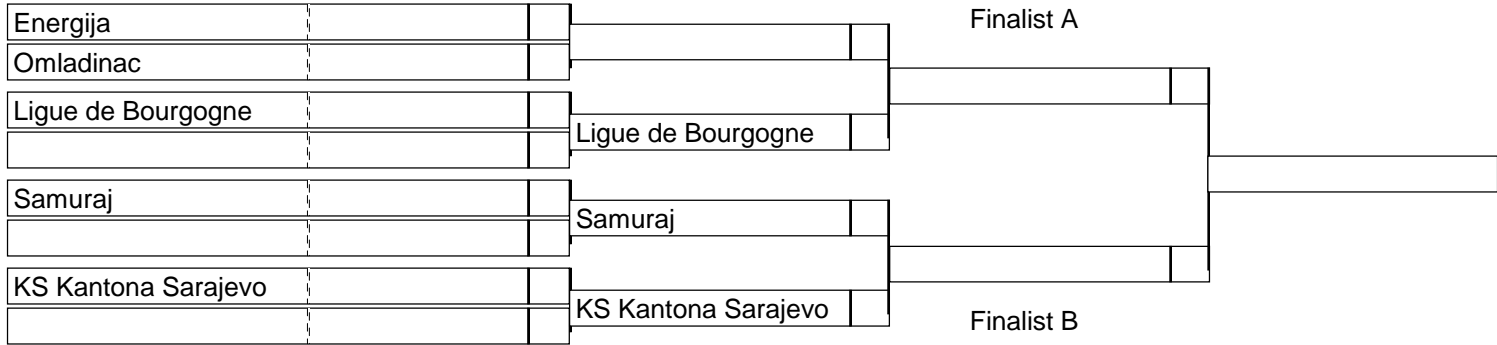 Energija
Omladinac
Ligue de Bourgogne
Samuraj
KS Kantona Sarajevo
Ligue de Bourgogne
Samuraj
KS Kantona Sarajevo
Finalist A
Finalist B